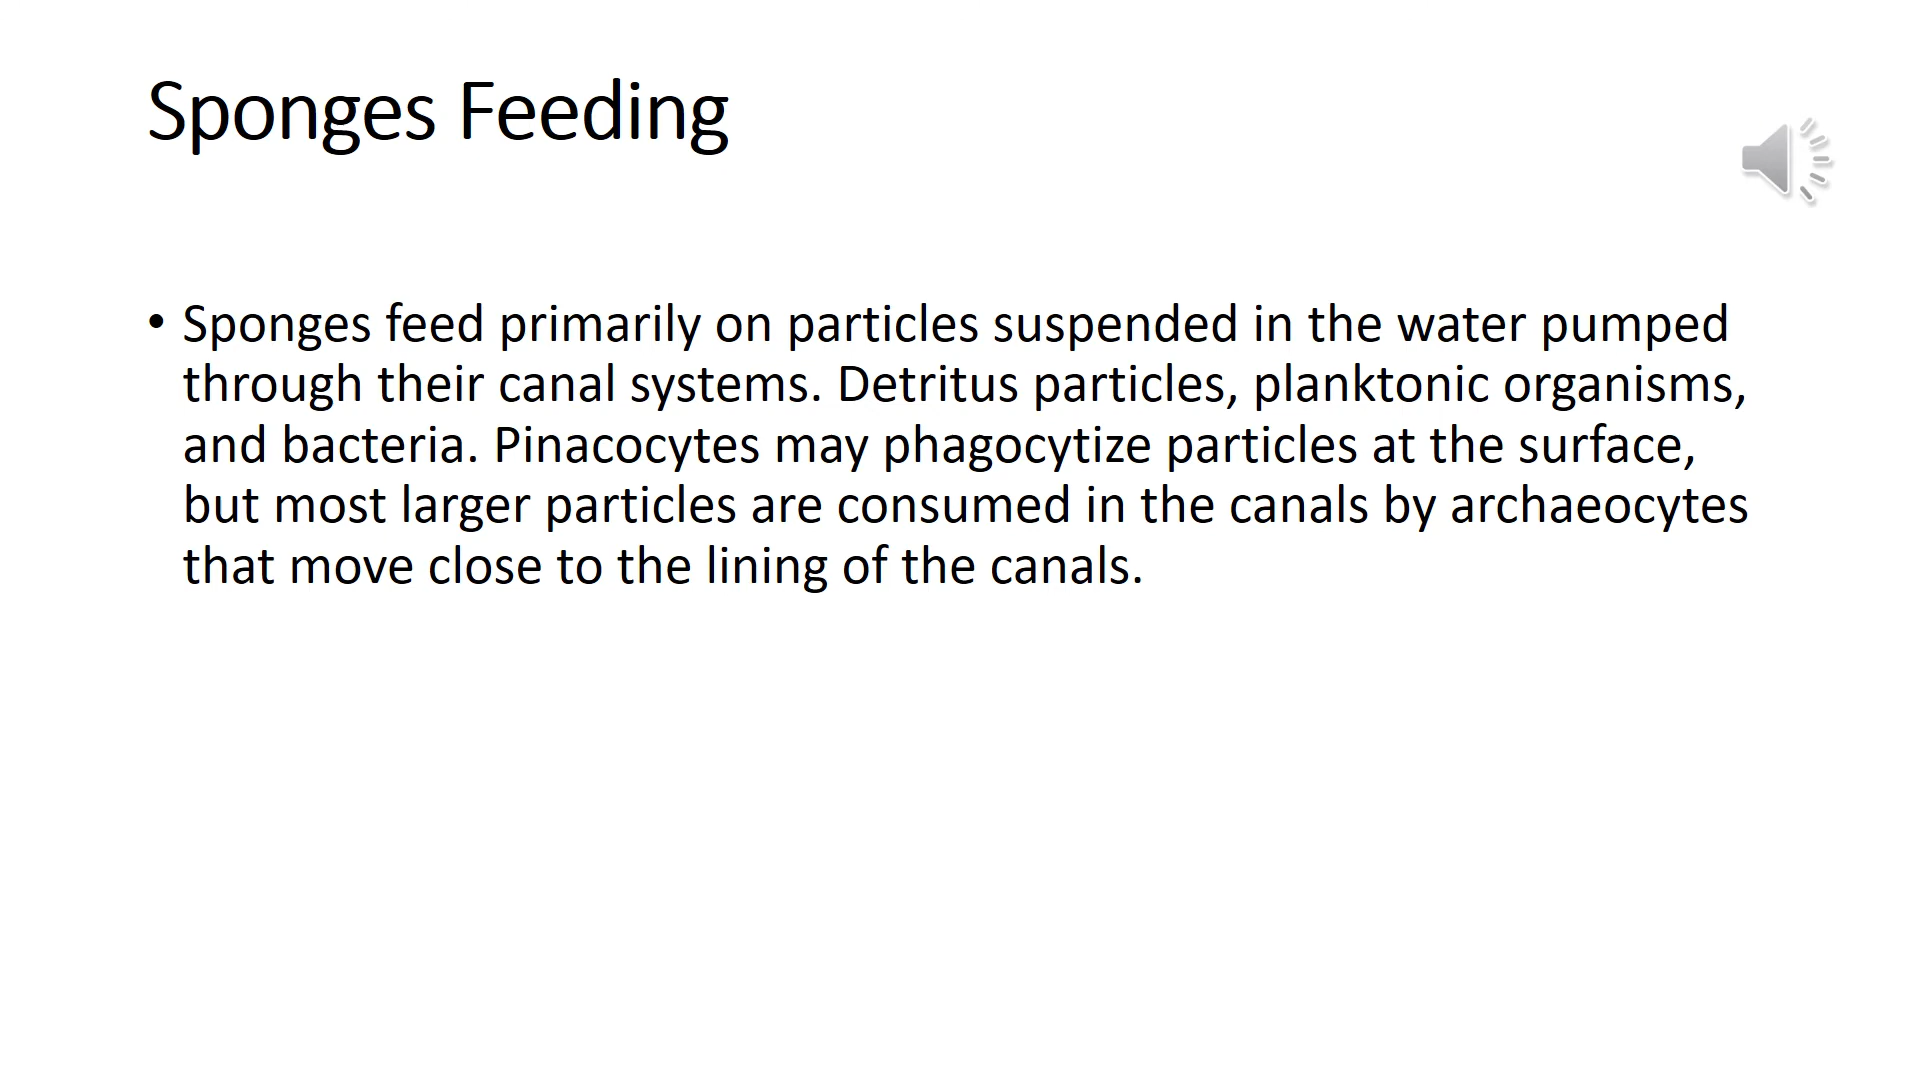 Sponges Feeding
• Sponges feed primarily on particles suspended in the water pumped
through their canal systems. Detritus particles, planktonic organisms,
and bacteria. Pinacocytes may phagocytize particles at the surface,
but most larger particles are consumed in the canals by archaeocytes
that move close to the lining of the canals.